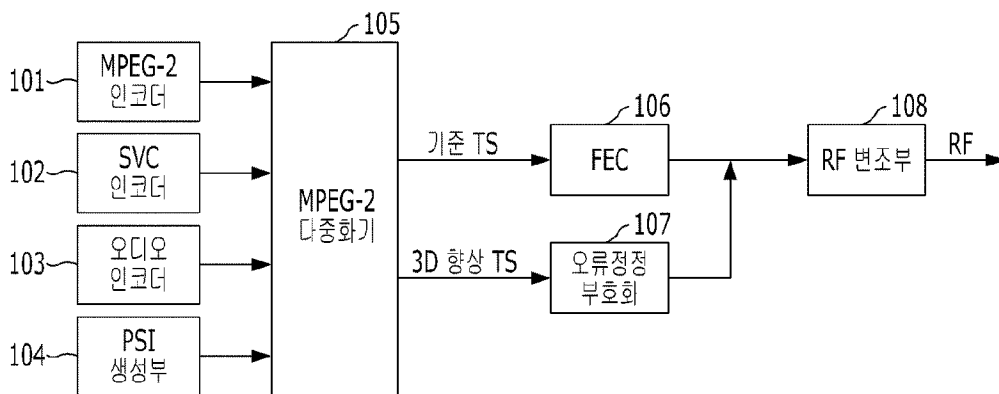 105
101
MPEG-2
인코더
102
SVC
인코더
103
오디오
인코더
104
PSI
생성부
MPEG-2
다중화기
기준 TS
3D 향상 TS
106
FEC
107
오류정정
부호화
108
RF 변조부
RF